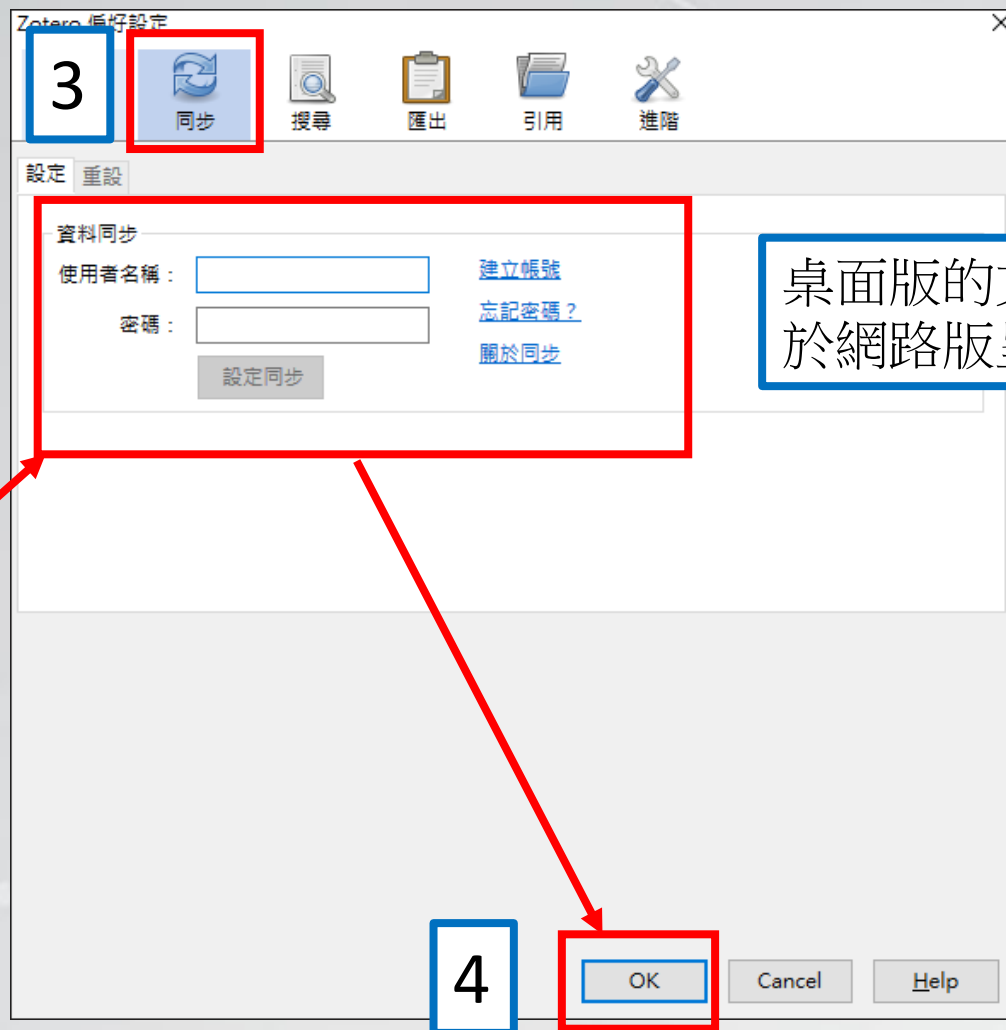 Zotero 偏好設定
3
同步
搜尋
匯出
引用
進階
設定
重設
資料同步
使用者名稱：
建立帳號
密碼：
忘記密碼？
設定同步
關於同步
桌面版的
於網路版
4
OK
Cancel
Help